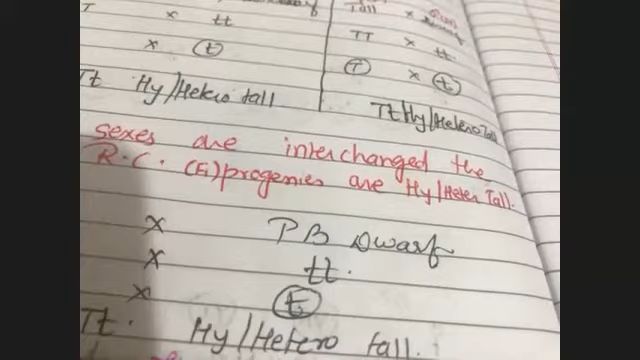 T x tt
x t
Tt Hy/Hetero tall
Tall x
TT x tt
T x t
Tt Hy/Hetero Tall
sexes are interchanged the
R.C. (F1) progenies are Hy/Heter Tall.
x PB Dwarf
x tt.
x t
Tt. Hy/Hetero tall.